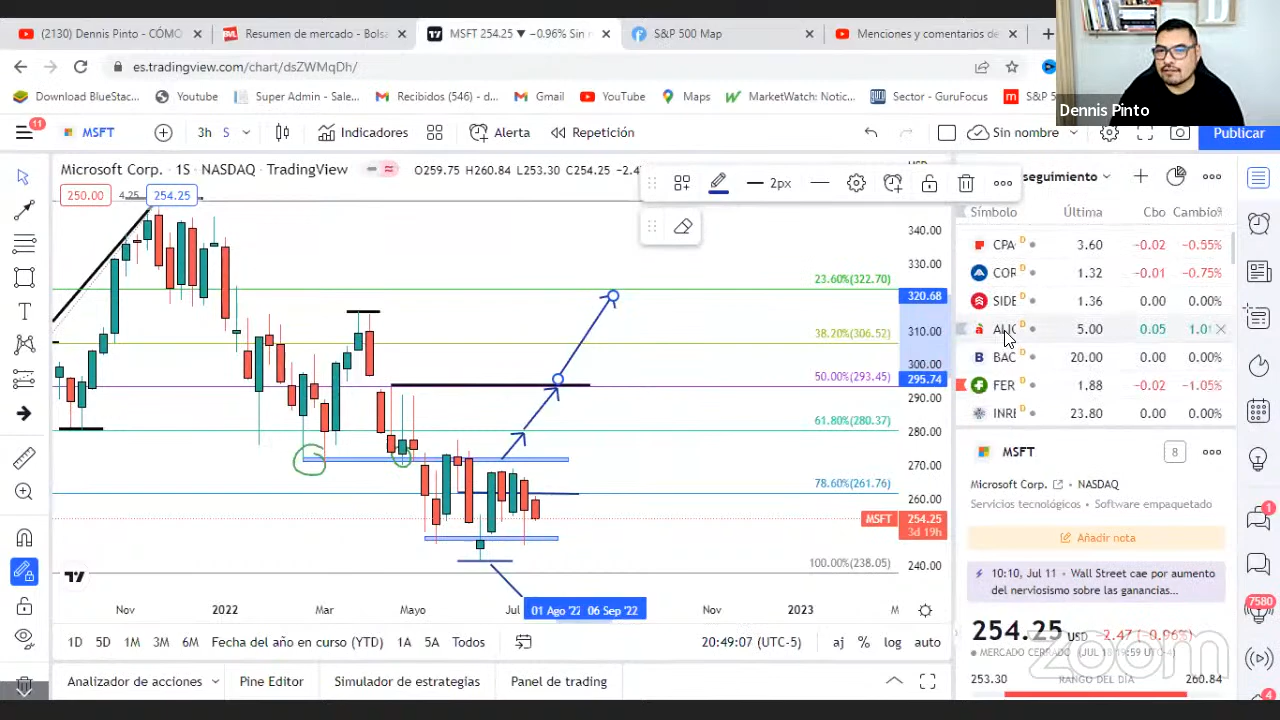 (2130) Dennis Pinto - COMO
S&P 50
Menciones y comentarios de
es.tradingview.com/chart/dsZWMqDh/
Download BlueStac...
Youtube
Super Admin - Sale...
Recibidos (546) - d...
Gmail
YouTube
Maps
MarketWatch: Notic...
Sector - GuruFocus
S&P 5
Dennis Pinto
11
MSFT
3h
S
Indicadores
Alerta
Repetición
Sin nombre
Publicar
Microsoft Corp. · 1S · NASDAQ · TradingView
O259.75 H260.84 L253.30 C254.25
250.00
4.25
254.25
2px
seguimiento
Símbolo
Última
Cbo
Cambio%
CPA
D
3.60
−0.02
−0.55%
COR
D
1.32
−0.01
−0.75%
SIDE
D
1.36
0.00
0.00%
D
5.00
0.05
BAC
D
20.00
0.00
0.00%
FER
D
1.88
−0.02
−1.05%
INRE
D
23.80
0.00
0.00%
340.00
330.00
23.60%(322.70)
320.68
310.00
38.20%(306.52)
300.00
50.00%(293.45)
295.74
290.00
61.80%(280.37)
280.00
270.00
78.60%(261.76)
260.00
MSFT
254.25
3d 19h
100.00%(238.05)
240.00
Nov
2022
Mar
Mayo
Jul
01 Ago '22
06 Sep '22
Nov
2023
M
1D
5D
1M
3M
6M
Fecha del año en curso (YTD)
1A
5A
Todos
20:49:07 (UTC-5)
aj
%
log
auto
Analizador de acciones
Pine Editor
Simulador de estrategias
Panel de trading
MSFT
8
Microsoft Corp.
NASDAQ
Servicios tecnológicos • Software empaquetado
Añadir nota
10:10, Jul 11 • Wall Street cae por aumento
del nerviosismo sobre las ganancias...
254.25 USD −2.47 (−0.96%)
MERCADO CERRADO
253.30
RANGO DEL DÍA
260.84
zoom
1
7580
4